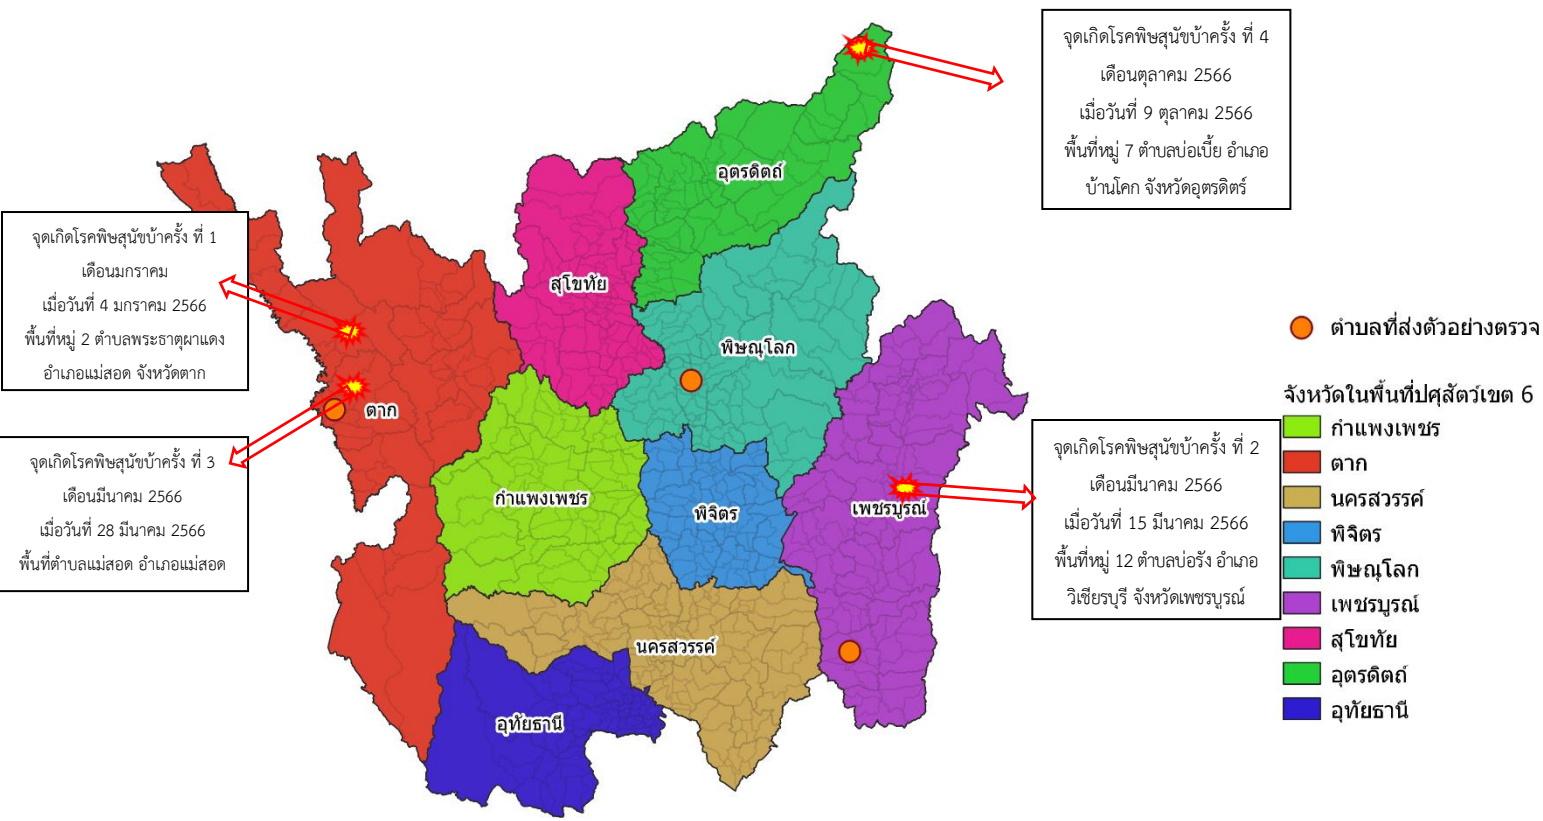 จุดเกิดโรคพิษสุนัขบ้าครั้ง ที่ 4
เดือนตุลาคม 2566
เมื่อวันที่ 9 ตุลาคม 2566
พื้นที่หมู่ 7 ตำบลบ่อเบี้ย อำเภอ
บ้านโคก จังหวัดอุตรดิตร์
จุดเกิดโรคพิษสุนัขบ้าครั้ง ที่ 1
เดือนมกราคม
เมื่อวันที่ 4 มกราคม 2566
พื้นที่หมู่ 2 ตำบลพระธาตุผาแดง
อำเภอแม่สอด จังหวัดตาก
จุดเกิดโรคพิษสุนัขบ้าครั้ง ที่ 3
เดือนมีนาคม 2566
เมื่อวันที่ 28 มีนาคม 2566
พื้นที่ตำบลแม่สอด อำเภอแม่สอด
อุตรดิตถ์
สุโขทัย
พิษณุโลก
ตาก
กำแพงเพชร
พิจิตร
เพชรบูรณ์
นครสวรรค์
อุทัยธานี
จุดเกิดโรคพิษสุนัขบ้าครั้ง ที่ 2
เดือนมีนาคม 2566
เมื่อวันที่ 15 มีนาคม 2566
พื้นที่หมู่ 12 ตำบลบ่อรัง อำเภอ
วิเชียรบุรี จังหวัดเพชรบูรณ์
ตำบลที่ส่งตัวอย่างตรวจ
จังหวัดในพื้นที่ปศุสัตว์เขต 6
กำแพงเพชร
ตาก
นครสวรรค์
พิจิตร
พิษณุโลก
เพชรบูรณ์
สุโขทัย
อุตรดิตถ์
อุทัยธานี